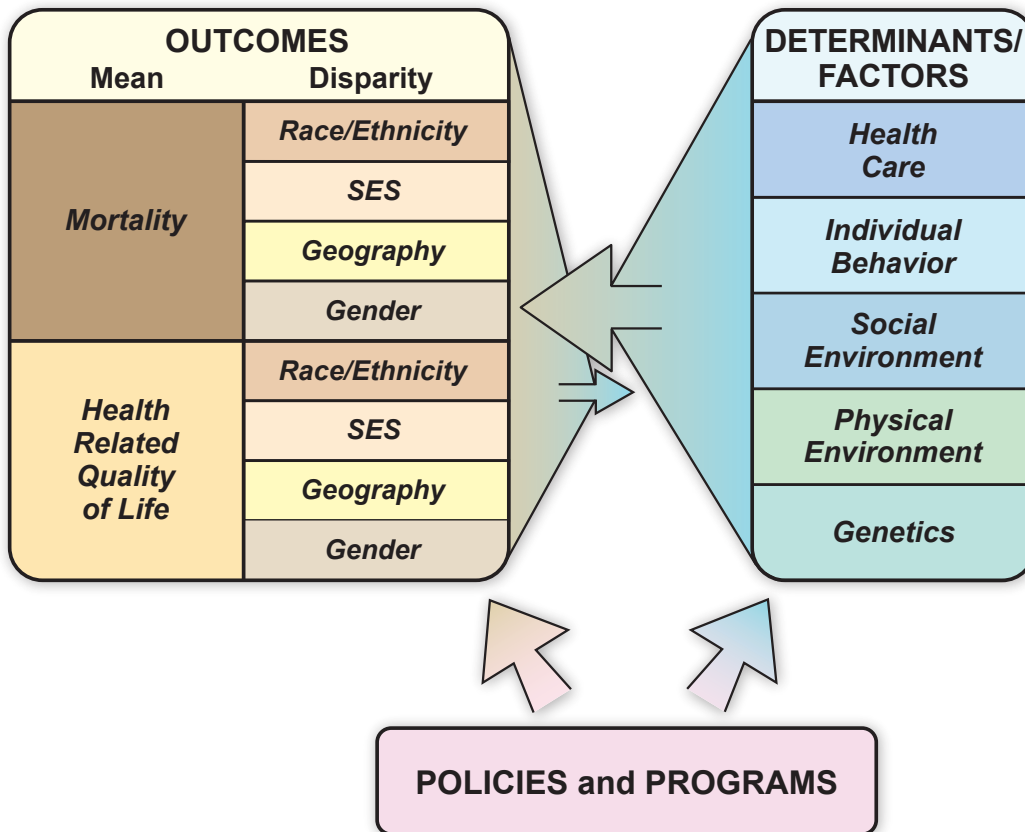 OUTCOMES
Mean Disparity
Mortality
Race/Ethnicity
SES
Geography
Gender
Health
Related
Quality
of Life
Race/Ethnicity
SES
Geography
Gender
DETERMINANTS/
FACTORS
Health
Care
Individual
Behavior
Social
Environment
Physical
Environment
Genetics
POLICIES and PROGRAMS